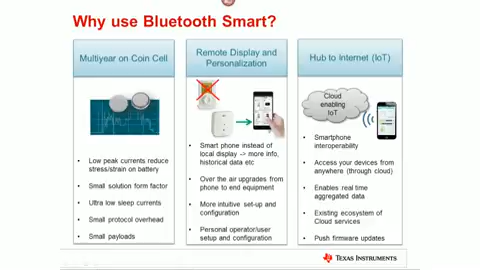 Why use Bluetooth Smart?
Multiyear on Coin Cell
• Low peak currents reduce
stress/strain on battery
• Small solution form factor
• Ultra low sleep currents
• Small protocol overhead
• Small payloads
Remote Display and
Personalization
• Smart phone instead of
local display -> more info,
historical data etc
• Over the air upgrades from
phone to end equipment
• More intuitive set-up and
configuration
• Personal operator/user
setup and configuration
Hub to Internet (IoT)
Cloud
enabling
IoT
• Smartphone
interoperability
• Access your devices from
anywhere (through cloud)
• Enables real time
aggregated data
• Existing ecosystem of
Cloud services
• Push firmware updates
TEXAS INSTRUMENTS